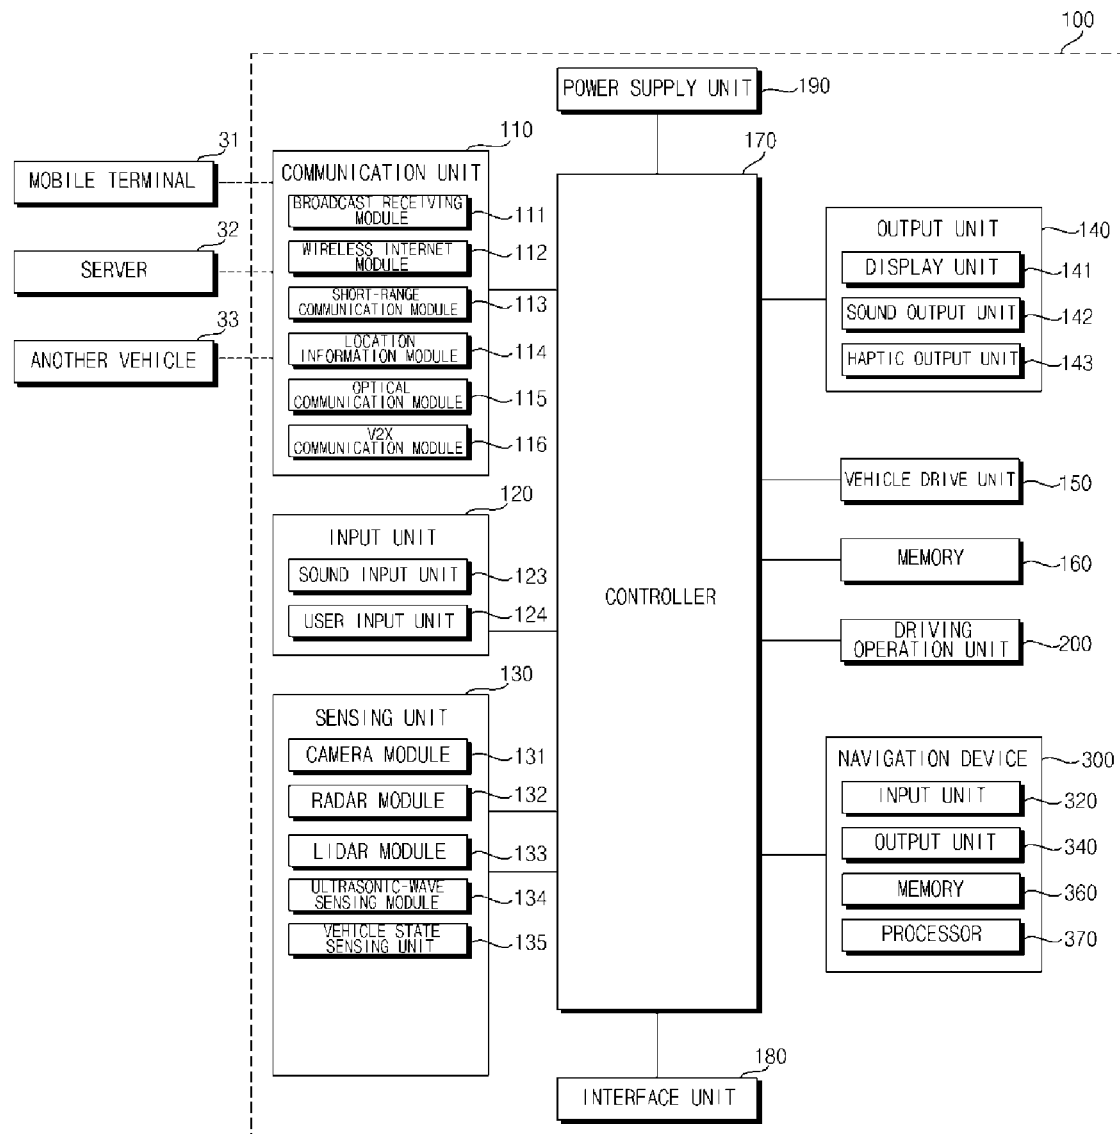 100
POWER SUPPLY UNIT
190
31
MOBILE TERMINAL
32
SERVER
33
ANOTHER VEHICLE
110
COMMUNICATION UNIT
BROADCAST RECEIVING
MODULE
111
WIRELESS INTERNET
MODULE
112
SHORT-RANGE
COMMUNICATION MODULE
113
LOCATION
INFORMATION MODULE
114
OPTICAL
COMMUNICATION MODULE
115
V2X
COMMUNICATION MODULE
116
120
INPUT UNIT
SOUND INPUT UNIT
123
USER INPUT UNIT
124
130
SENSING UNIT
CAMERA MODULE
131
RADAR MODULE
132
LIDAR MODULE
133
ULTRASONIC-WAVE
SENSING MODULE
134
VEHICLE STATE
SENSING UNIT
135
170
CONTROLLER
OUTPUT UNIT
140
DISPLAY UNIT
141
SOUND OUTPUT UNIT
142
HAPTIC OUTPUT UNIT
143
VEHICLE DRIVE UNIT
150
MEMORY
160
DRIVING
OPERATION UNIT
200
NAVIGATION DEVICE
300
INPUT UNIT
320
OUTPUT UNIT
340
MEMORY
360
PROCESSOR
370
180
INTERFACE UNIT